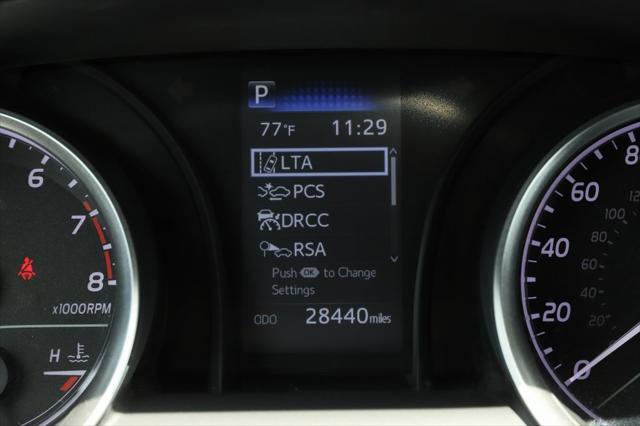 P
77°F 11:29
LTA
PCS
DRCC
RSA
Push OK to Change
Settings
ODO 28440 miles
6
7
8
x1000RPM
H
80
60
40
20
0
100
80
60
40
20